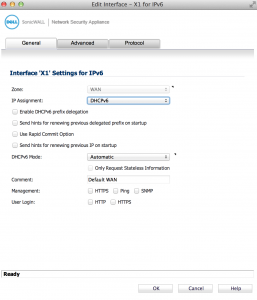 Edit Interface – X1 for IPv6
DELL SonicWALL | Network Security Appliance
General Advanced Protocol
Interface 'X1' Settings for IPv6
Zone: WAN *
IP Assignment: DHCPv6
Enable DHCPv6 prefix delegation
Send hints for renewing previous delegated prefix on startup
Use Rapid Commit Option
Send hints for renewing previous IP on startup
DHCPv6 Mode: Automatic *
Only Request Stateless Information
Comment: Default WAN
Management: HTTPS Ping SNMP
User Login: HTTP HTTPS
Ready
OK Cancel Help